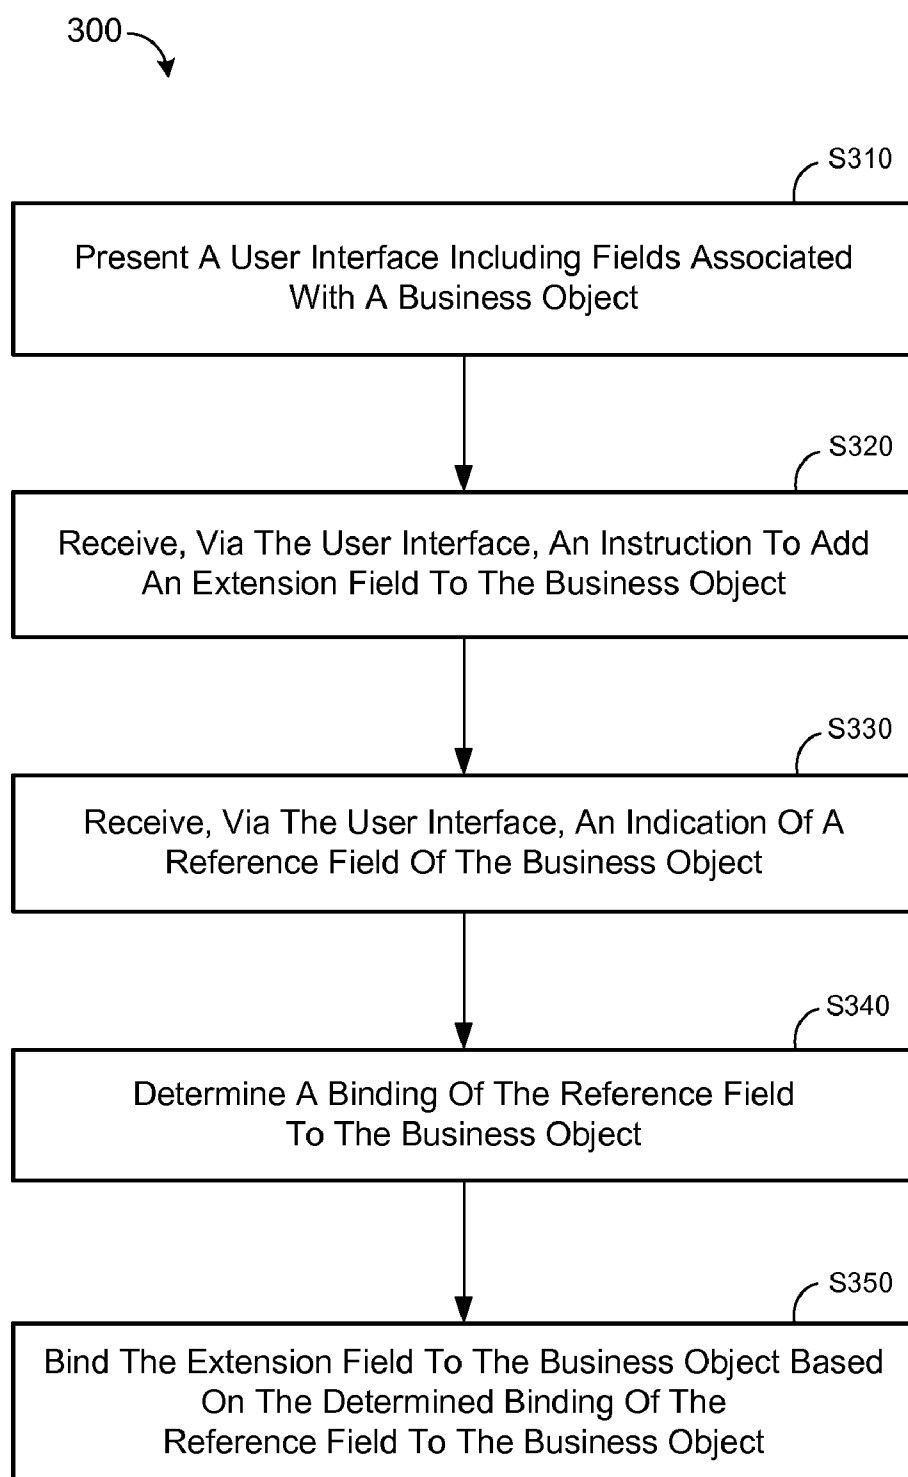 300
S310
Present A User Interface Including Fields Associated
With A Business Object
S320
Receive, Via The User Interface, An Instruction To Add
An Extension Field To The Business Object
S330
Receive, Via The User Interface, An Indication Of A
Reference Field Of The Business Object
S340
Determine A Binding Of The Reference Field
To The Business Object
S350
Bind The Extension Field To The Business Object Based
On The Determined Binding Of The
Reference Field To The Business Object